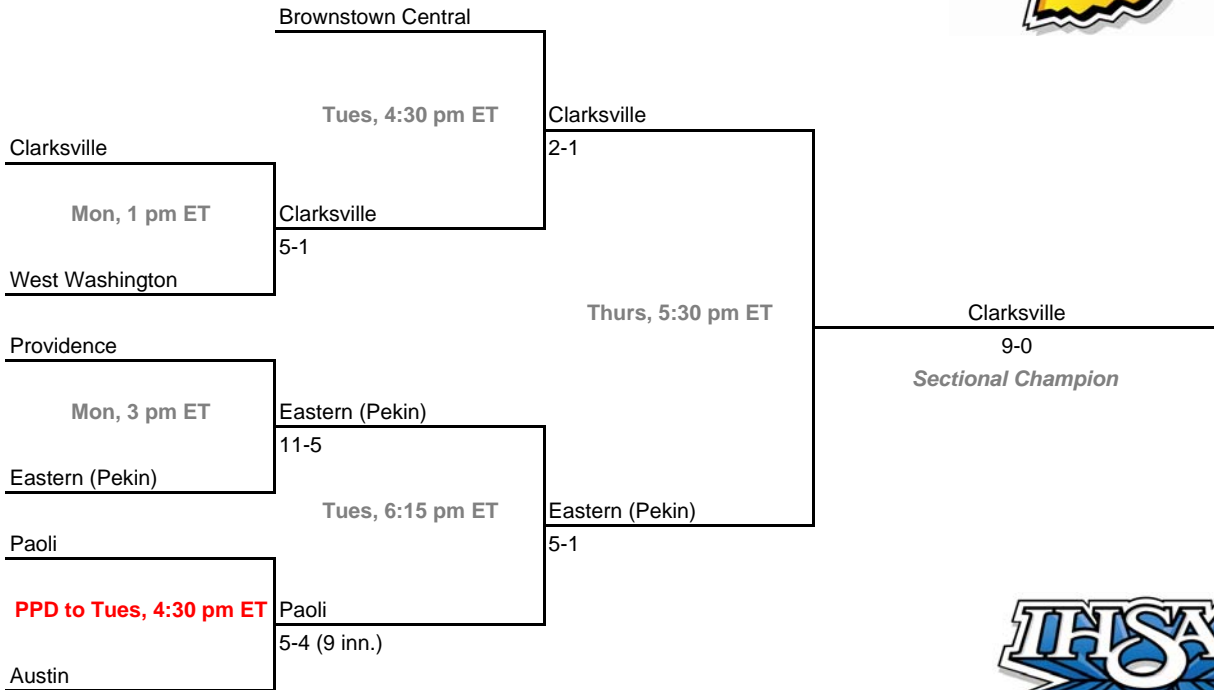 Brownstown Central
Tues, 4:30 pm ET
Clarksville
2-1
Clarksville
Mon, 1 pm ET
Clarksville
5-1
West Washington
Thurs, 5:30 pm ET
Clarksville
9-0
Sectional Champion
Providence
Mon, 3 pm ET
Eastern (Pekin)
11-5
Eastern (Pekin)
Tues, 6:15 pm ET
Eastern (Pekin)
5-1
Paoli
PPD to Tues, 4:30 pm ET
Paoli
5-4 (9 inn.)
Austin
IHSA